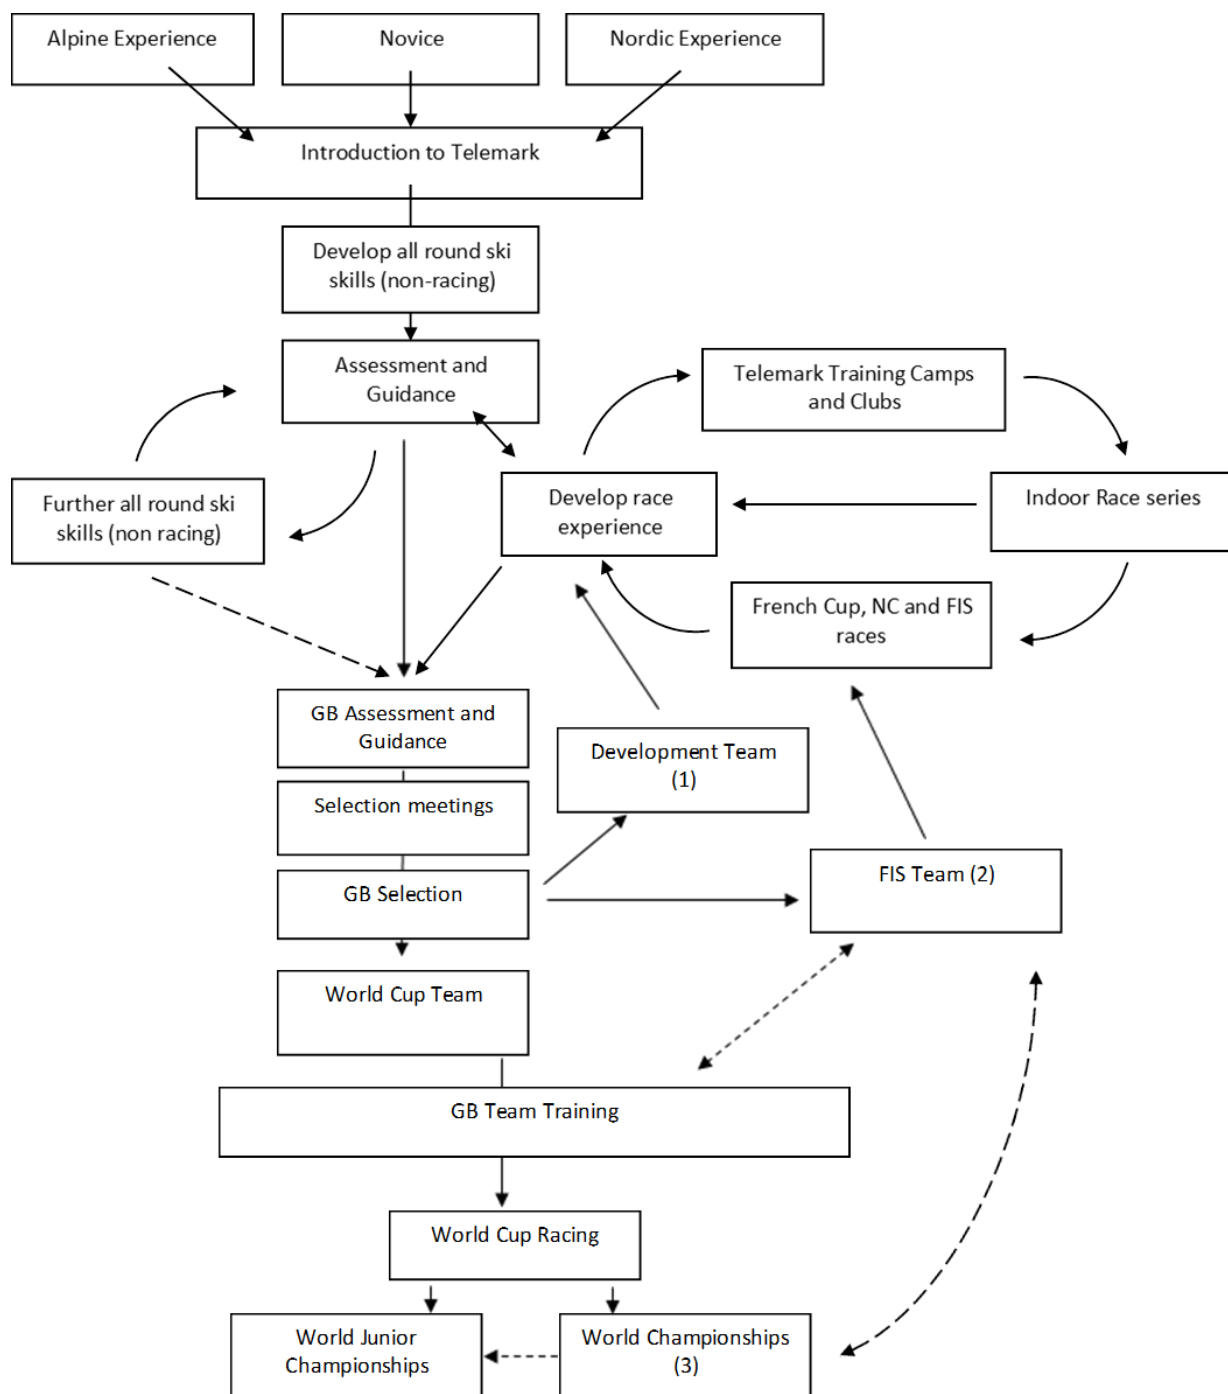 Alpine Experience
Novice
Nordic Experience
Introduction to Telemark
Develop all round ski
skills (non-racing)
Assessment and
Guidance
Telemark Training Camps
and Clubs
Further all round ski
skills (non racing)
Develop race
experience
Indoor Race series
French Cup, NC and FIS
races
GB Assessment and
Guidance
Development Team
(1)
Selection meetings
GB Selection
FIS Team (2)
World Cup Team
GB Team Training
World Cup Racing
World Junior
Championships
World Championships
(3)